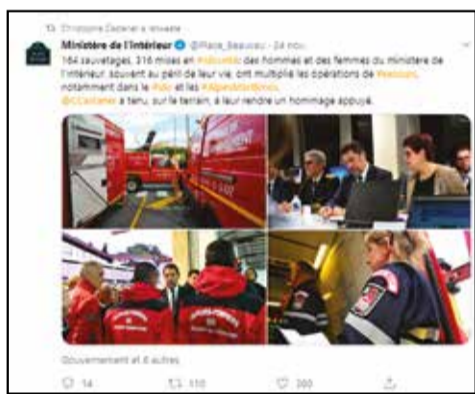 Christophe Castaner a retweeté
Ministère de l'Intérieur @Place_Beauvau · 24 nov.
164 sauvetages, 316 mises en #sécurité: des hommes et des femmes du ministère de
l'Intérieur, souvent au péril de leur vie, ont multiplié les opérations de #secours,
notamment dans le #Var et les #AlpesMaritimes.
@CCastaner a tenu, sur le terrain, à leur rendre un hommage appuyé.
SAPEURS-POMPIERS
Gouvernement et 6 autres
14 110 300